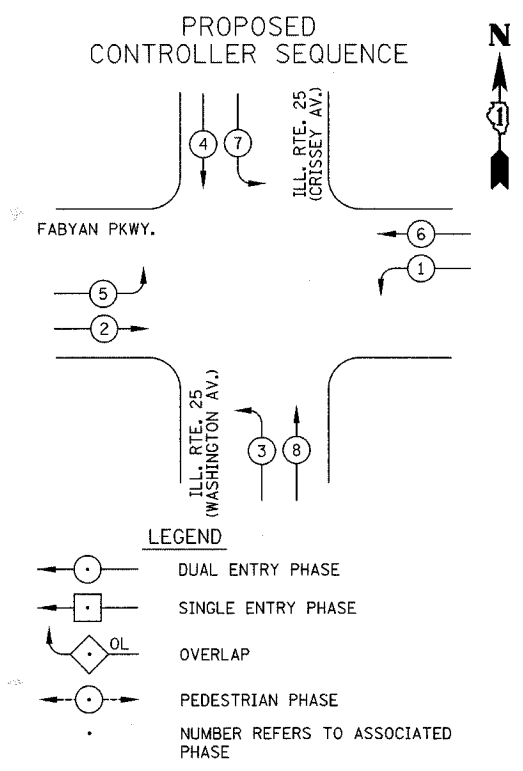 PROPOSED
CONTROLLER SEQUENCE
N
1
4
7
ILL. RTE. 25
(CRISSEY AV.)
FABYAN PKWY.
6
1
5
2
ILL. RTE. 25
(WASHINGTON AV.)
3
8
LEGEND
DUAL ENTRY PHASE
SINGLE ENTRY PHASE
OL
OVERLAP
PEDESTRIAN PHASE
NUMBER REFERS TO ASSOCIATED
PHASE